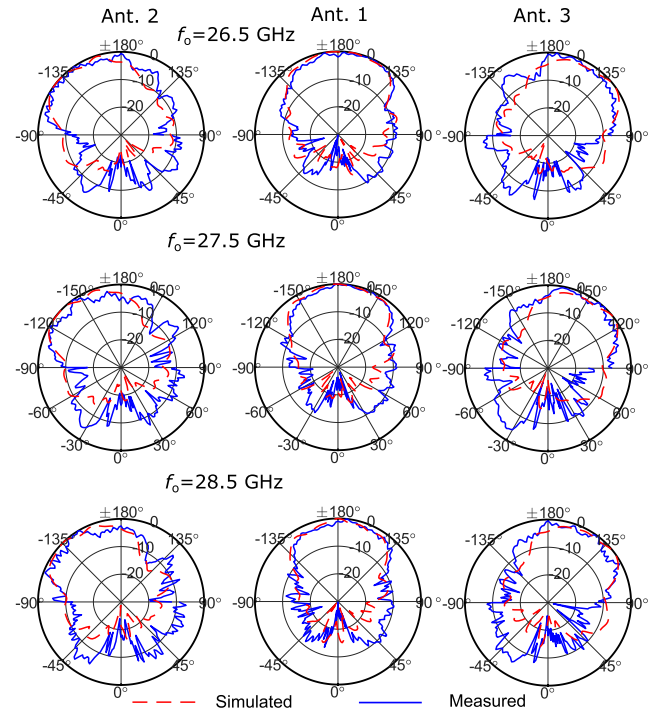 Ant. 2 Ant. 1 Ant. 3
fo=26.5 GHz
±180° 0 ±180° 0 ±180° 0
-135° 135° -135° 135° -135° 135°
-10 -10 -10
-20 -20 -20
-90° 90° -90° 90° -90° 90°
-45° 45° -45° 45° -45° 45°
0° 0° 0°
fo=27.5 GHz
±180° 0 ±180° 0 ±180° 0
-150° 150° -150° 150° -150° 150°
-120 120° -120 120° -120 120°
-10 -10 -10
-20 -20 -20
-90° 90° -90° 90° -90° 90°
-60° 60° -60° 60° -60° 60°
-30° 30° -30° 30° -30° 30°
0° 0° 0°
fo=28.5 GHz
±180° 0 ±180° 0 ±180° 0
-135° 135° -135° 135° -135° 135°
-10 -10 -10
-20 -20 -20
-90° 90° -90° 90° -90° 90°
-45° 45° -45° 45° -45° 45°
0° 0° 0°
Simulated Measured